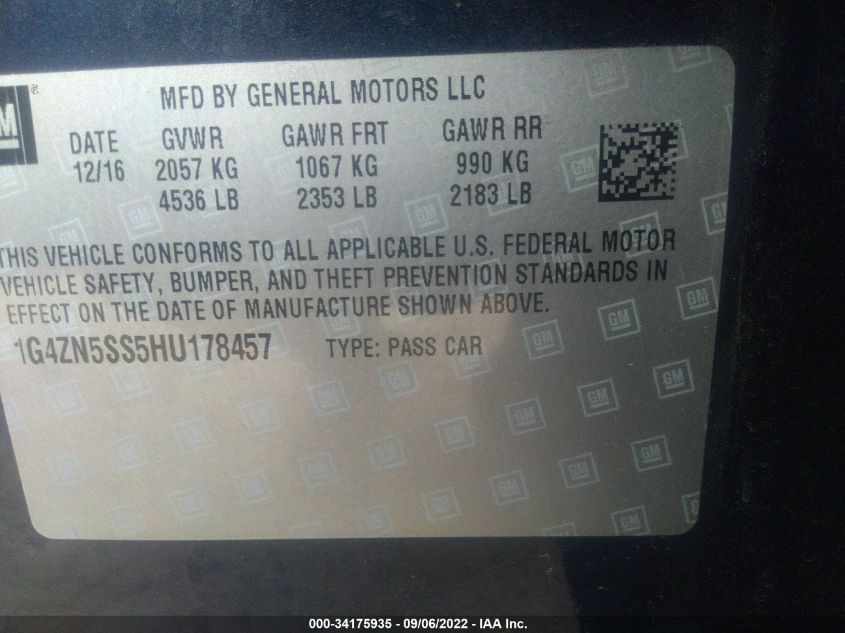 GM ®
MFD BY GENERAL MOTORS LLC
DATE GVWR GAWR FRT GAWR RR
12/16 2057 KG 1067 KG 990 KG
4536 LB 2353 LB 2183 LB
THIS VEHICLE CONFORMS TO ALL APPLICABLE U.S. FEDERAL MOTOR
VEHICLE SAFETY, BUMPER, AND THEFT PREVENTION STANDARDS IN
EFFECT ON THE DATE OF MANUFACTURE SHOWN ABOVE.
1G4ZN5SS5HU178457 TYPE: PASS CAR
000-34175935 - 09/06/2022 - IAA Inc.